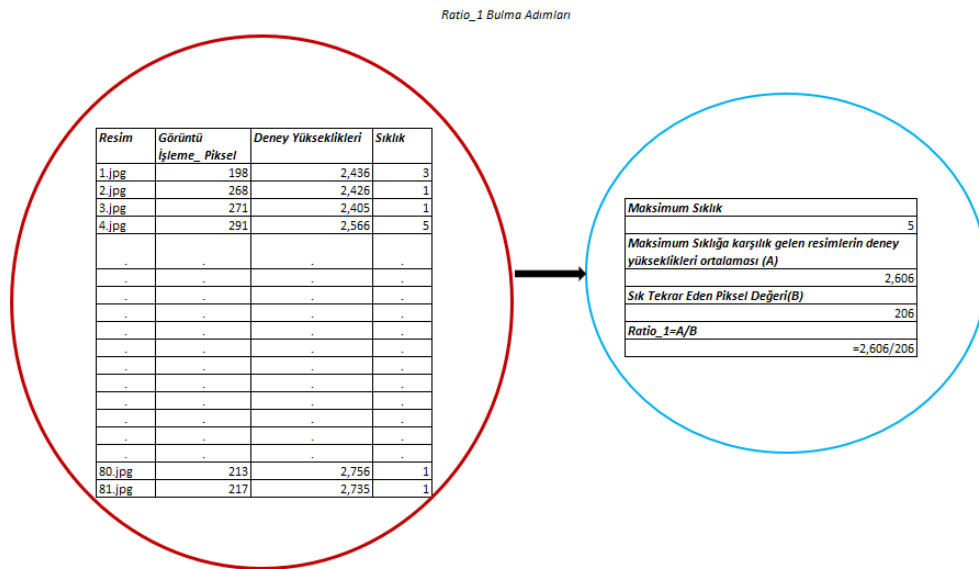 Ratio_1 Bulma Adımları
Resim Görüntü İşleme_ Piksel Deney Yükseklikleri Sıklık
1.jpg 198 2,436 3
2.jpg 268 2,426 1
3.jpg 271 2,405 1
4.jpg 291 2,566 5
. . . .
. . . .
. . . .
. . . .
. . . .
. . . .
. . . .
. . . .
. . . .
. . . .
. . . .
80.jpg 213 2,756 1
81.jpg 217 2,735 1
Maksimum Sıklık
5
Maksimum Sıklığa karşılık gelen resimlerin deney
yükseklikleri ortalaması (A)
2,606
Sık Tekrar Eden Piksel Değeri(B)
206
Ratio_1=A/B
=2,606/206